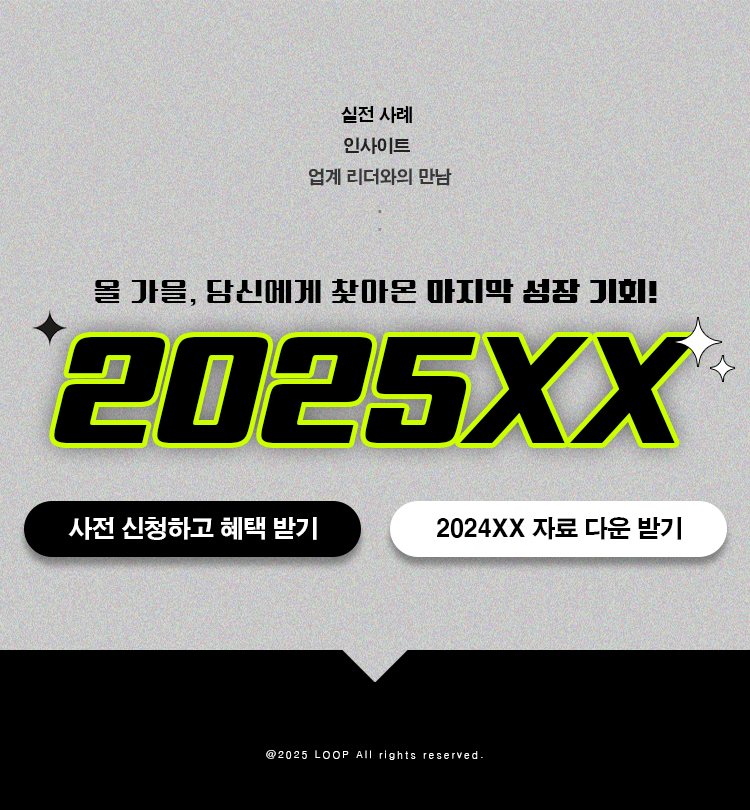 실전 사례
인사이트
업계 리더와의 만남
올 가을, 당신에게 찾아온 마지막 성장 기회!
2025XX
사전 신청하고 혜택 받기
2024XX 자료 다운 받기
@2025 LOOP All rights reserved.